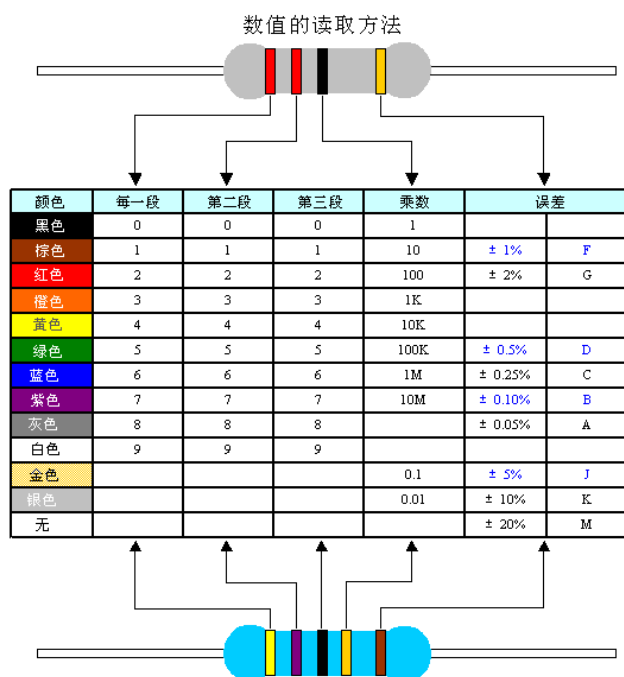 数值的读取方法
颜色 每一段 第二段 第三段 乘数 误差
黑色 0 0 0 1
棕色 1 1 1 10 ± 1% F
红色 2 2 2 100 ± 2% G
橙色 3 3 3 1K
黄色 4 4 4 10K
绿色 5 5 5 100K ± 0.5% D
蓝色 6 6 6 1M ± 0.25% C
紫色 7 7 7 10M ± 0.10% B
灰色 8 8 8 ± 0.05% A
白色 9 9 9
金色 0.1 ± 5% J
银色 0.01 ± 10% K
无 ± 20% M